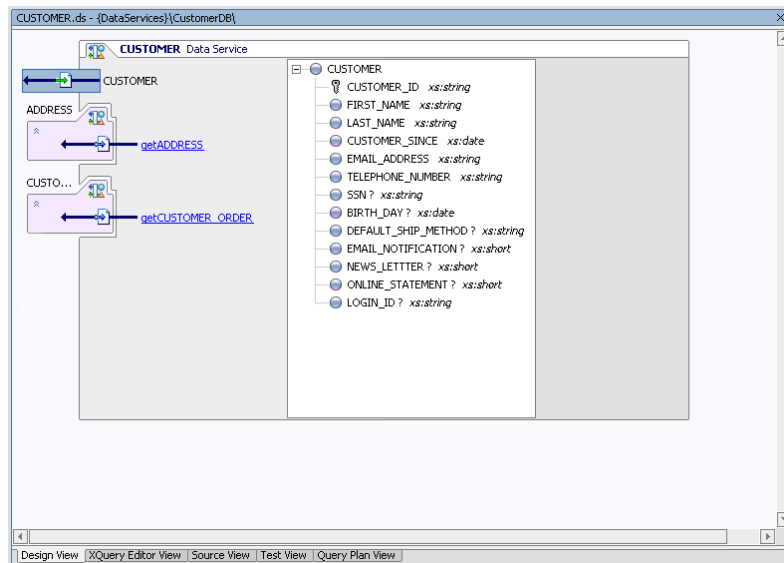 CUSTOMER.ds - {DataServices}\CustomerDB\
CUSTOMER Data Service
CUSTOMER
ADDRESS
getADDRESS
CUSTO...
getCUSTOMER_ORDER
CUSTOMER
CUSTOMER_ID xs:string
FIRST_NAME xs:string
LAST_NAME xs:string
CUSTOMER_SINCE xs:date
EMAIL_ADDRESS xs:string
TELEPHONE_NUMBER xs:string
SSN ? xs:string
BIRTH_DAY ? xs:date
DEFAULT_SHIP_METHOD ? xs:string
EMAIL_NOTIFICATION ? xs:short
NEWS_LETTTER ? xs:short
ONLINE_STATEMENT ? xs:short
LOGIN_ID ? xs:string
Design View XQuery Editor View Source View Test View Query Plan View